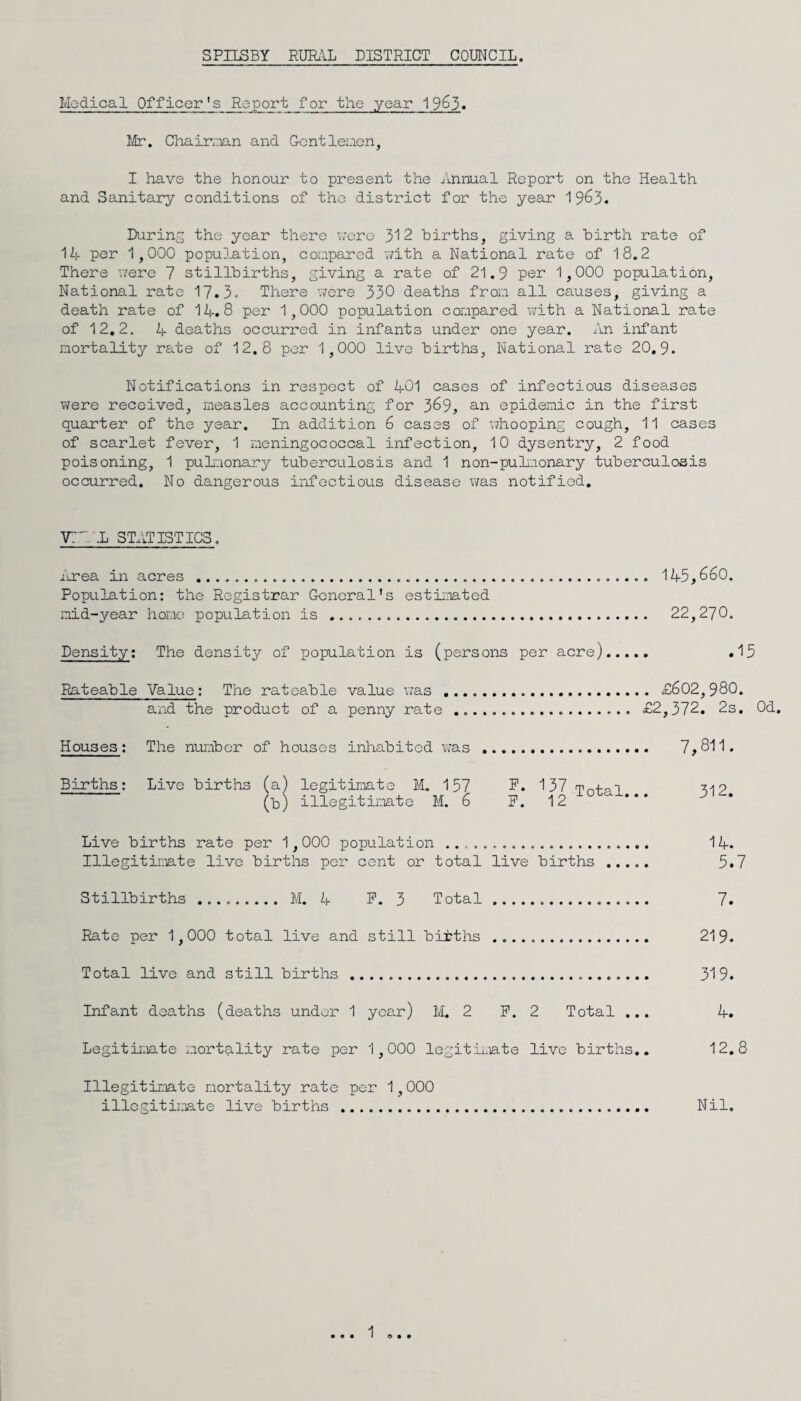 SPILSBY RURAL DISTRICT COUNCIL.
Medical Officer's Report for the year 1963.
Mr. Chairman and Gentlemen,
I have the honour to present the Annual Report on the Health
and Sanitary conditions of the district for the year 1963.
During the year there were 312 births, giving a birth rate of
14 per 1,000 population, compared with a National rate of 18.2
There were 7 stillbirths, giving a rate of 21.9 per 1,000 population,
National rate 17.3. There were 330 deaths from all causes, giving a
death rate of 14.8 per 1,000 population compared with a National rate
of 12.2. 4 deaths occurred in infants under one year. An infant
mortality rate of 12.8 per 1,000 live births, National rate 20.9.
Notifications in respect of 401 cases of infectious diseases
were received, measles accounting for 369, an epidemic in the first
quarter of the year. In addition 6 cases of whooping cough, 11 cases
of scarlet fever, 1 meningococcal infection, 10 dysentry, 2 food
poisoning, 1 pulmonary tuberculosis and 1 non-pulmonary tuberculosis
occurred. No dangerous infectious disease was notified.
VITAL STATISTICS.
Area in acres ................................................ 145,660.
Population: the Registrar General's estimated
mid-year home population is .................................. 22,270.
Density: The density of population is (persons per acre)..... .15
Rateable Value: The rateable value was ...................... £602,980.
and the product of a penny rate ................... £2,372. 2s. 0d.
Houses: The number of houses inhabited was .................. 7,811.
Births: Live births (a) legitimate M. 157 F. 137 Total... 312.
(b) illegitimate M. 6 F. 12
Live births rate per 1,000 population ...................... 14.
Illegitimate live births per cent or total live births ..... 5.7
Stillbirths ......... M. 4 F. 3 Total ................. 7.
Rate per 1,000 total live and still births ................. 219.
Total live and still births ................................ 319.
Infant deaths (deaths under 1 year) M. 2 F. 2 Total ... 4.
Legitimate mortality rate per 1,000 legitimate live births.. 12.8
Illegitimate mortality rate per 1,000
illegitimate live births ................................. Nil.
... 1 ...